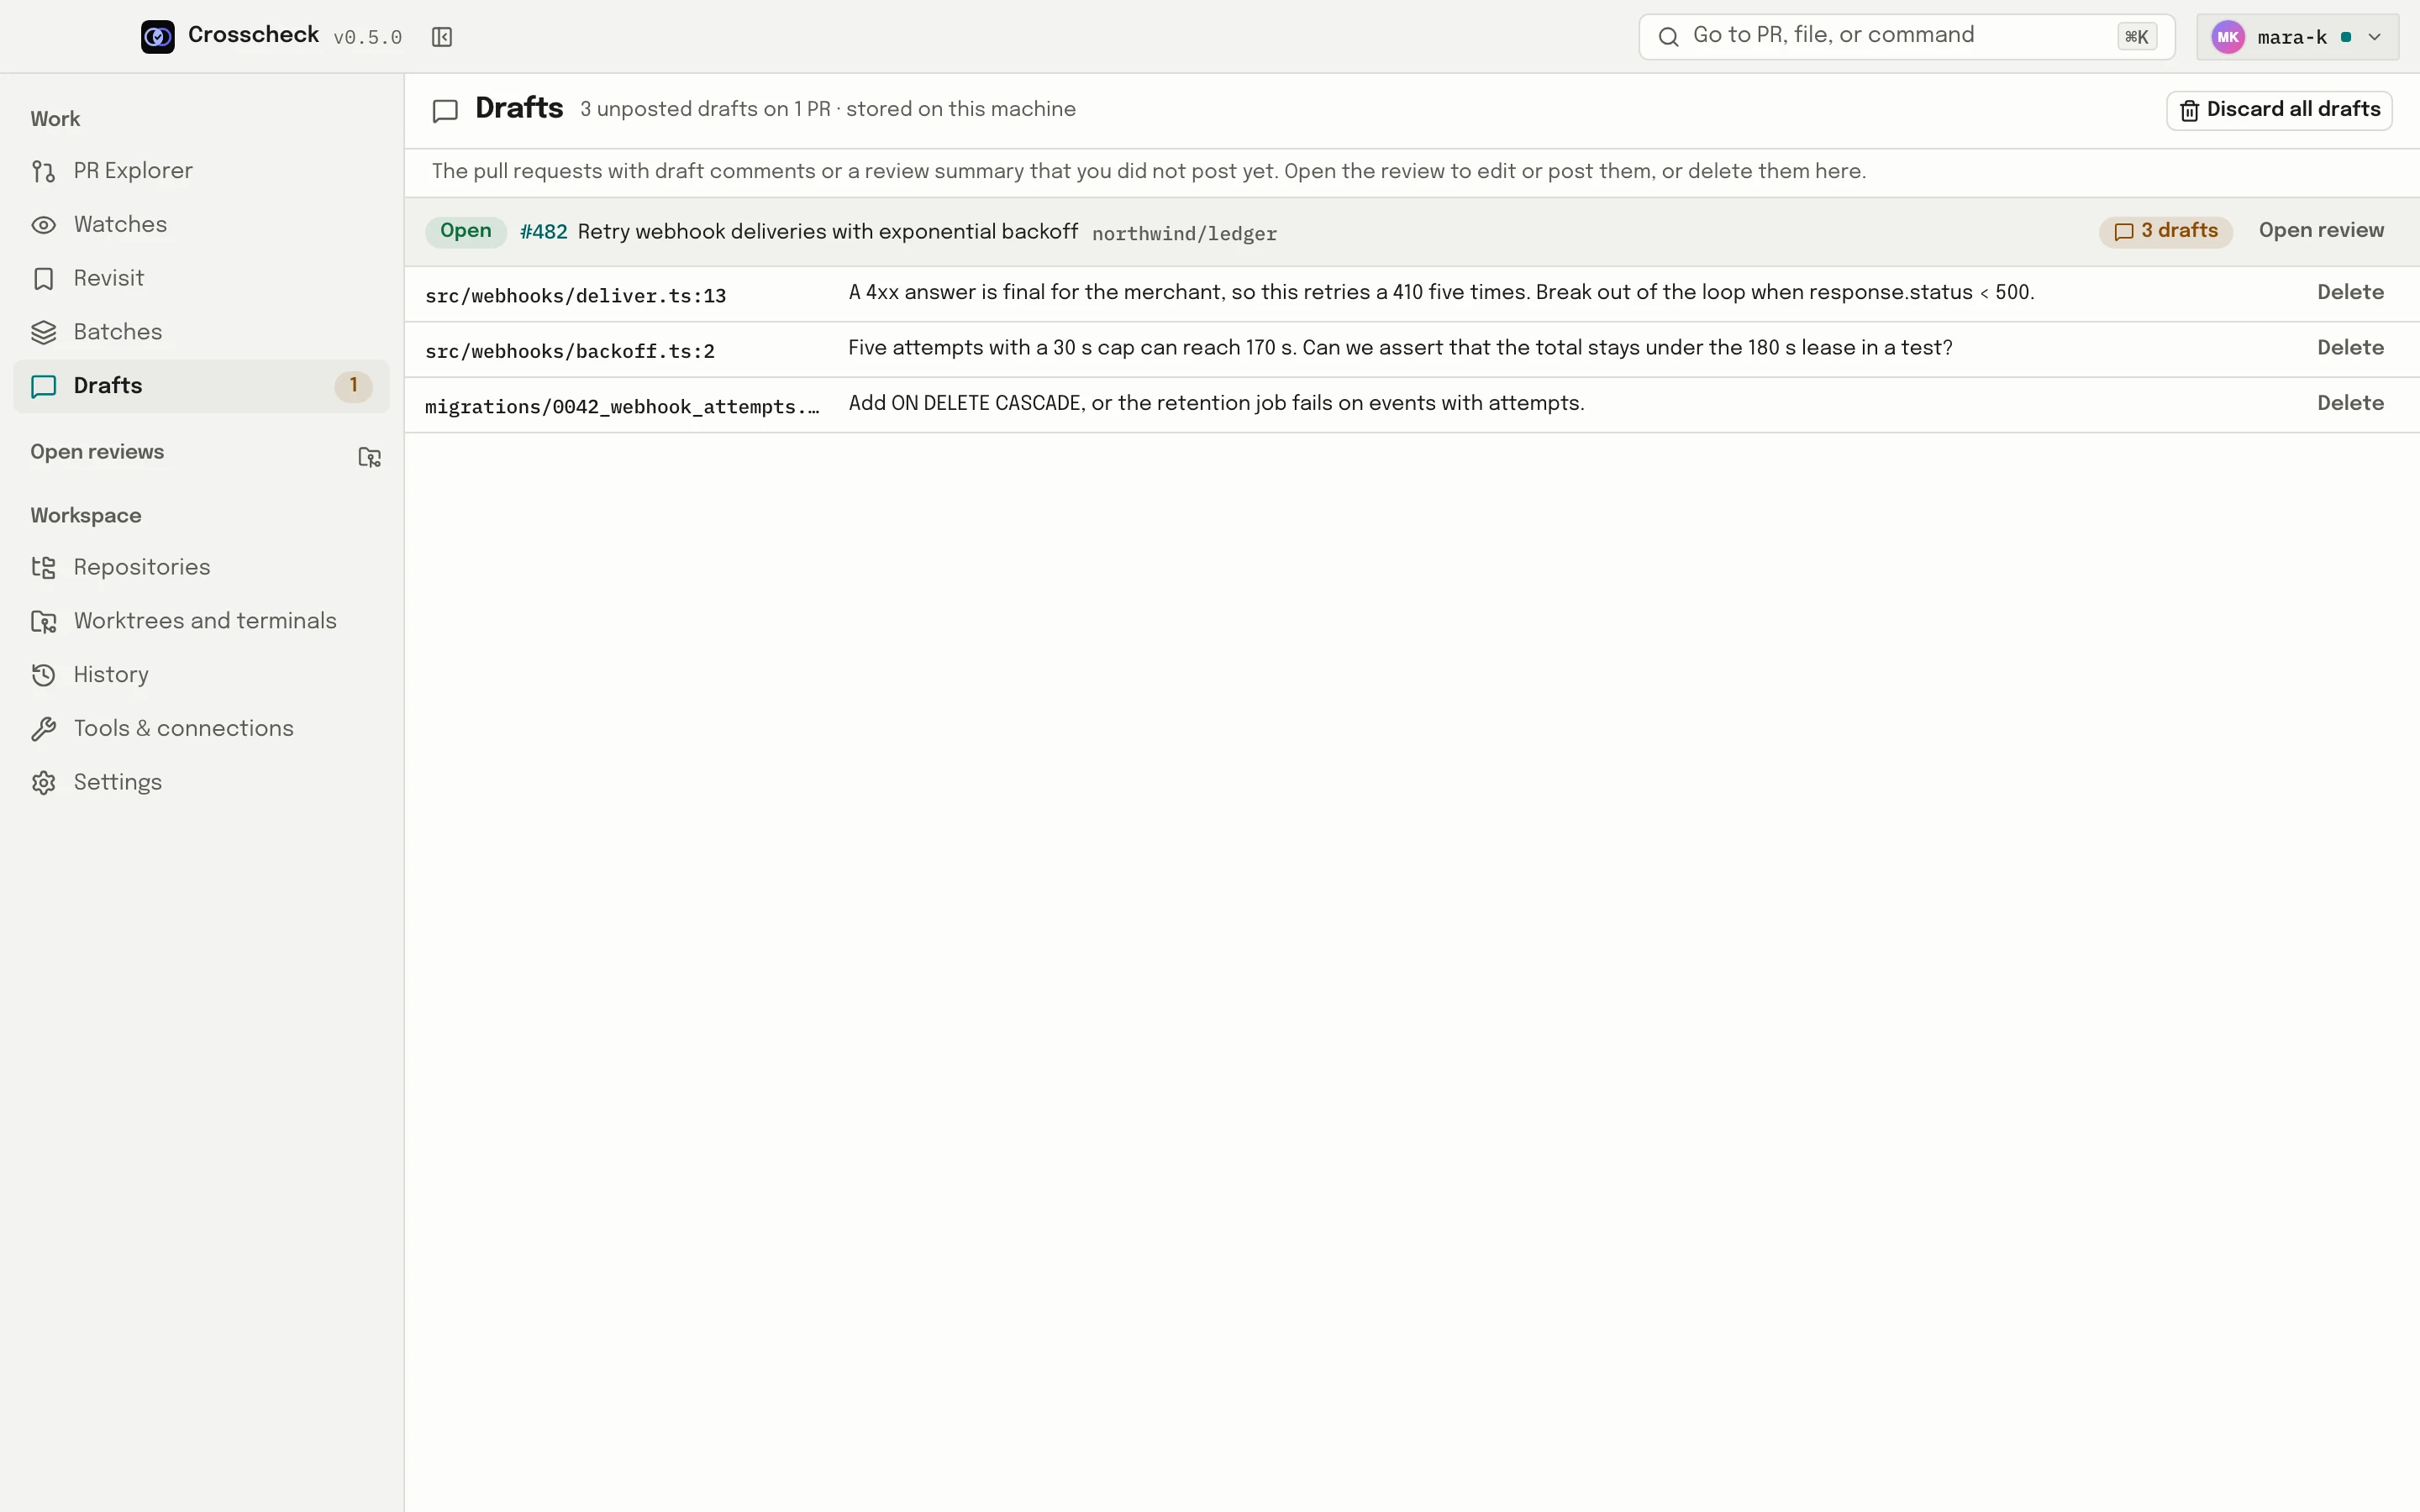 Crosscheck v0.5.0
Go to PR, file, or command ⌘K
MK mara-k
Work
PR Explorer
Watches
Revisit
Batches
Drafts 1
Open reviews
Workspace
Repositories
Worktrees and terminals
History
Tools & connections
Settings
Drafts 3 unposted drafts on 1 PR · stored on this machine
Discard all drafts
The pull requests with draft comments or a review summary that you did not post yet. Open the review to edit or post them, or delete them here.
Open #482 Retry webhook deliveries with exponential backoff northwind/ledger 3 drafts Open review
src/webhooks/deliver.ts:13 A 4xx answer is final for the merchant, so this retries a 410 five times. Break out of the loop when response.status < 500. Delete
src/webhooks/backoff.ts:2 Five attempts with a 30 s cap can reach 170 s. Can we assert that the total stays under the 180 s lease in a test? Delete
migrations/0042_webhook_attempts.… Add ON DELETE CASCADE, or the retention job fails on events with attempts. Delete